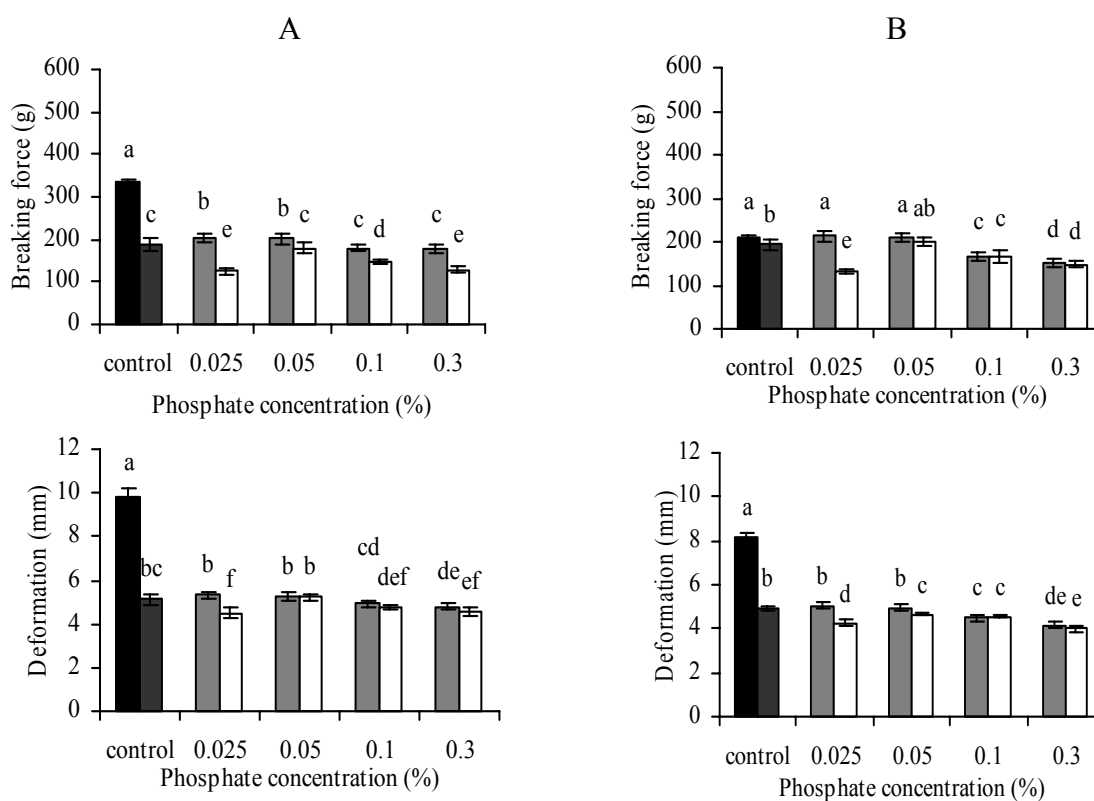 A
B
600
500
400
300
200
100
0
Breaking force (g)
a
c
b
e
b
c
c
d
c
e
control 0.025 0.05 0.1 0.3
Phosphate concentration (%)
600
500
400
300
200
100
0
Breaking force (g)
a
b
a
e
a
ab
c
c
d
d
control 0.025 0.05 0.1 0.3
Phosphate concentration (%)
12
10
8
6
4
2
0
Deformation (mm)
a
bc
b
f
b
b
cd
def
de
ef
control 0.025 0.05 0.1 0.3
Phosphate concentration (%)
12
10
8
6
4
2
0
Deformation (mm)
a
b
b
d
b
c
c
c
de
e
control 0.025 0.05 0.1 0.3
Phosphate concentration (%)